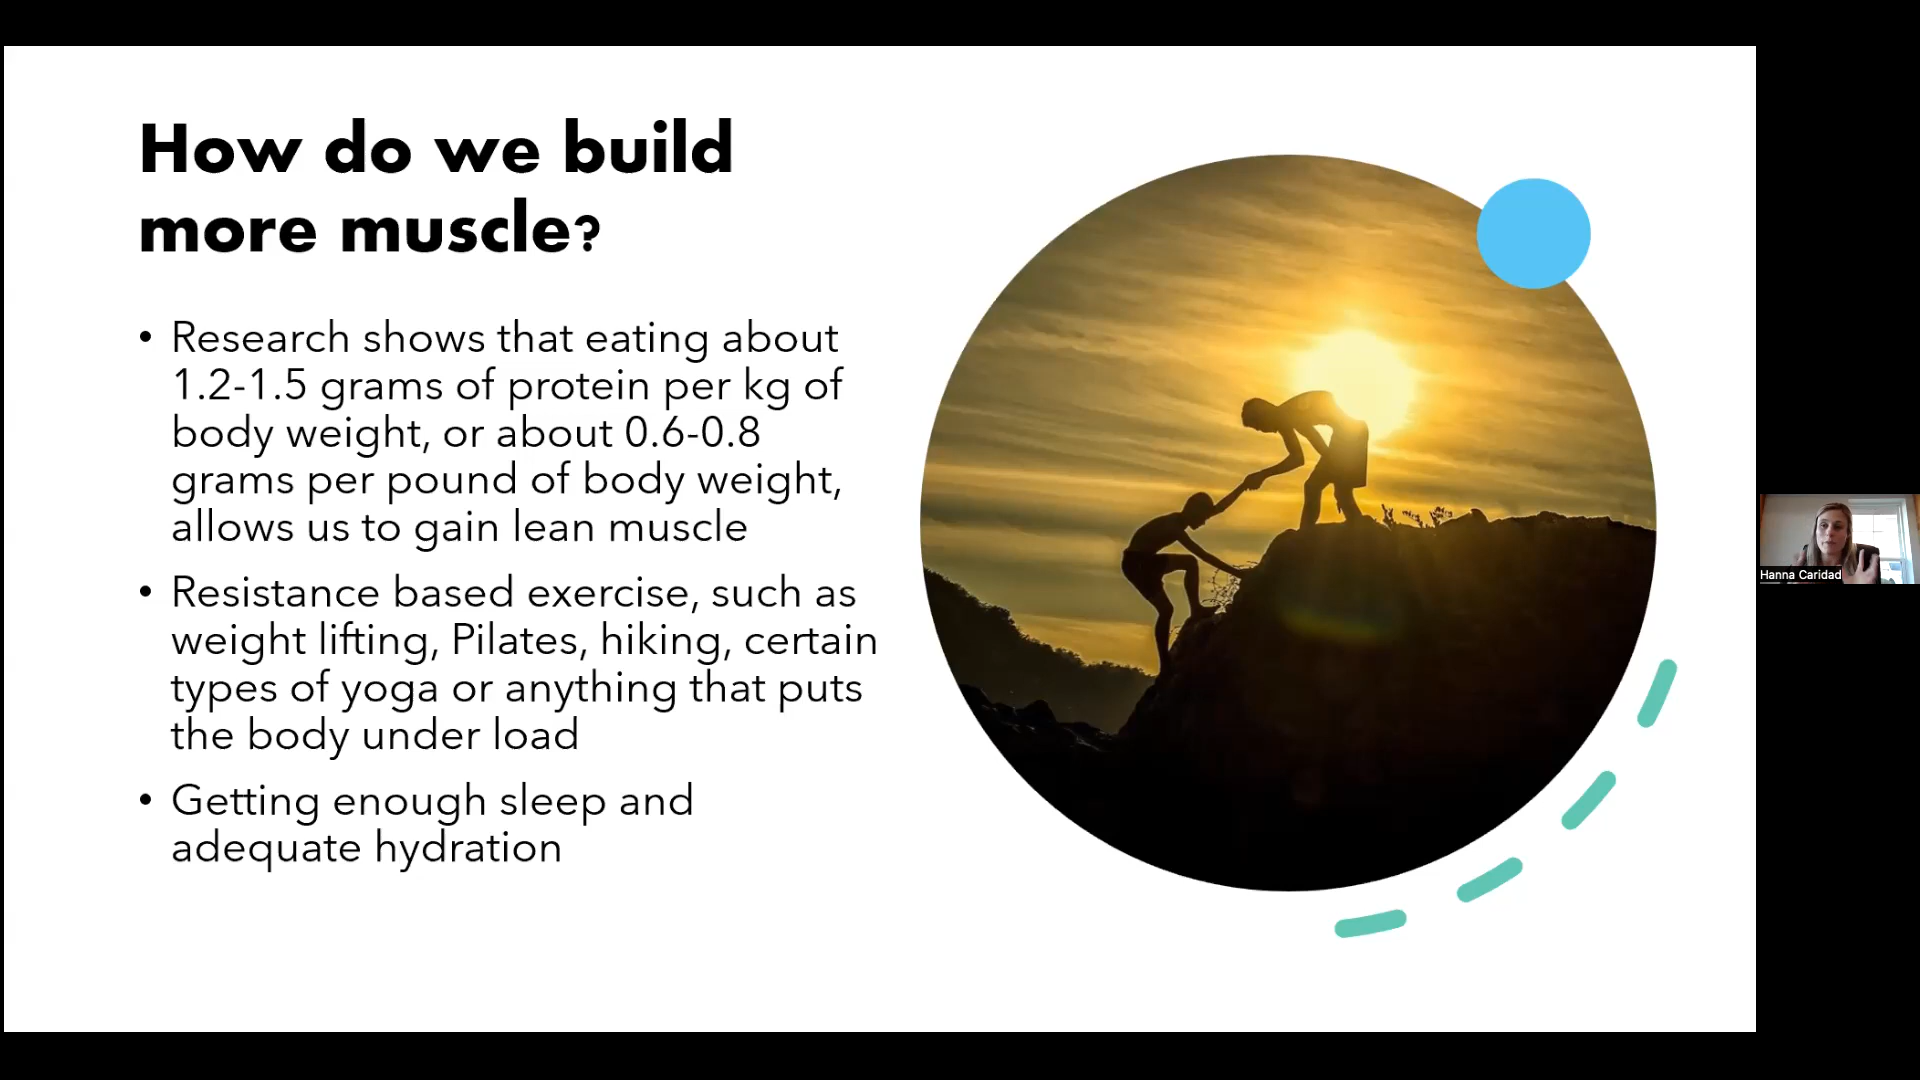 How do we build
more muscle?
• Research shows that eating about
1.2-1.5 grams of protein per kg of
body weight, or about 0.6-0.8
grams per pound of body weight,
allows us to gain lean muscle
• Resistance based exercise, such as
weight lifting, Pilates, hiking, certain
types of yoga or anything that puts
the body under load
• Getting enough sleep and
adequate hydration
Hanna Caridad